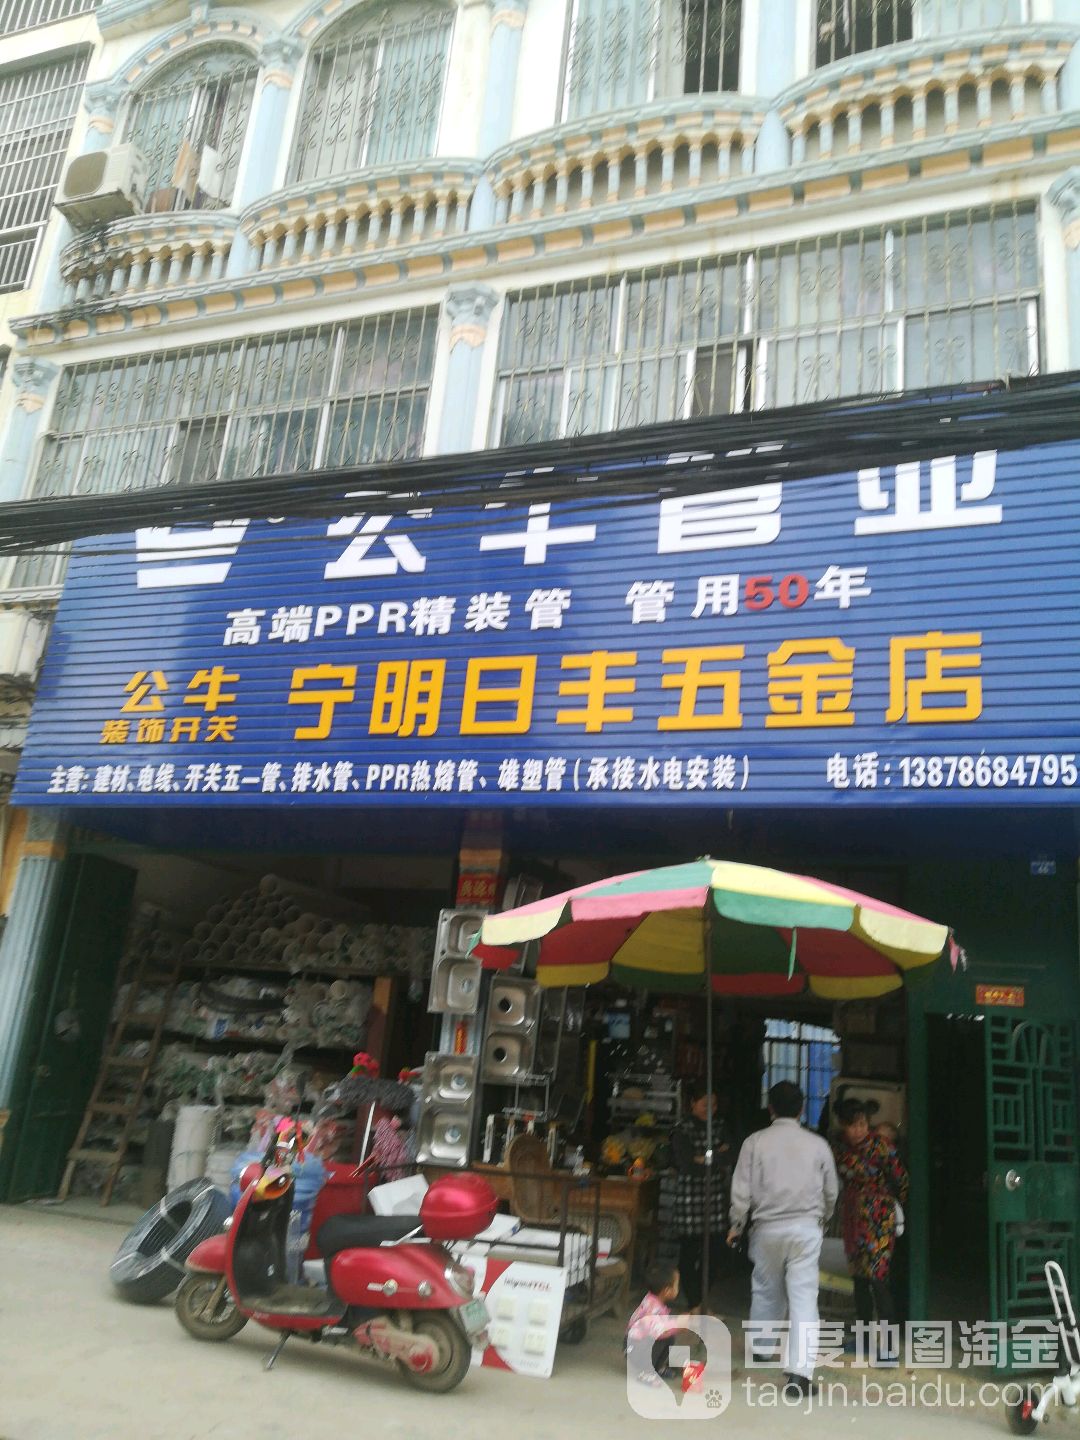 公牛管业
高端PPR精装管 管用50年
公牛
装饰开关
宁明日丰五金店
主营:建材、电线、开关五一管、排水管、PPR热熔管、雄塑管(承接水电安装) 电话:13878684795
百度地图淘金
taojin.baidu.com